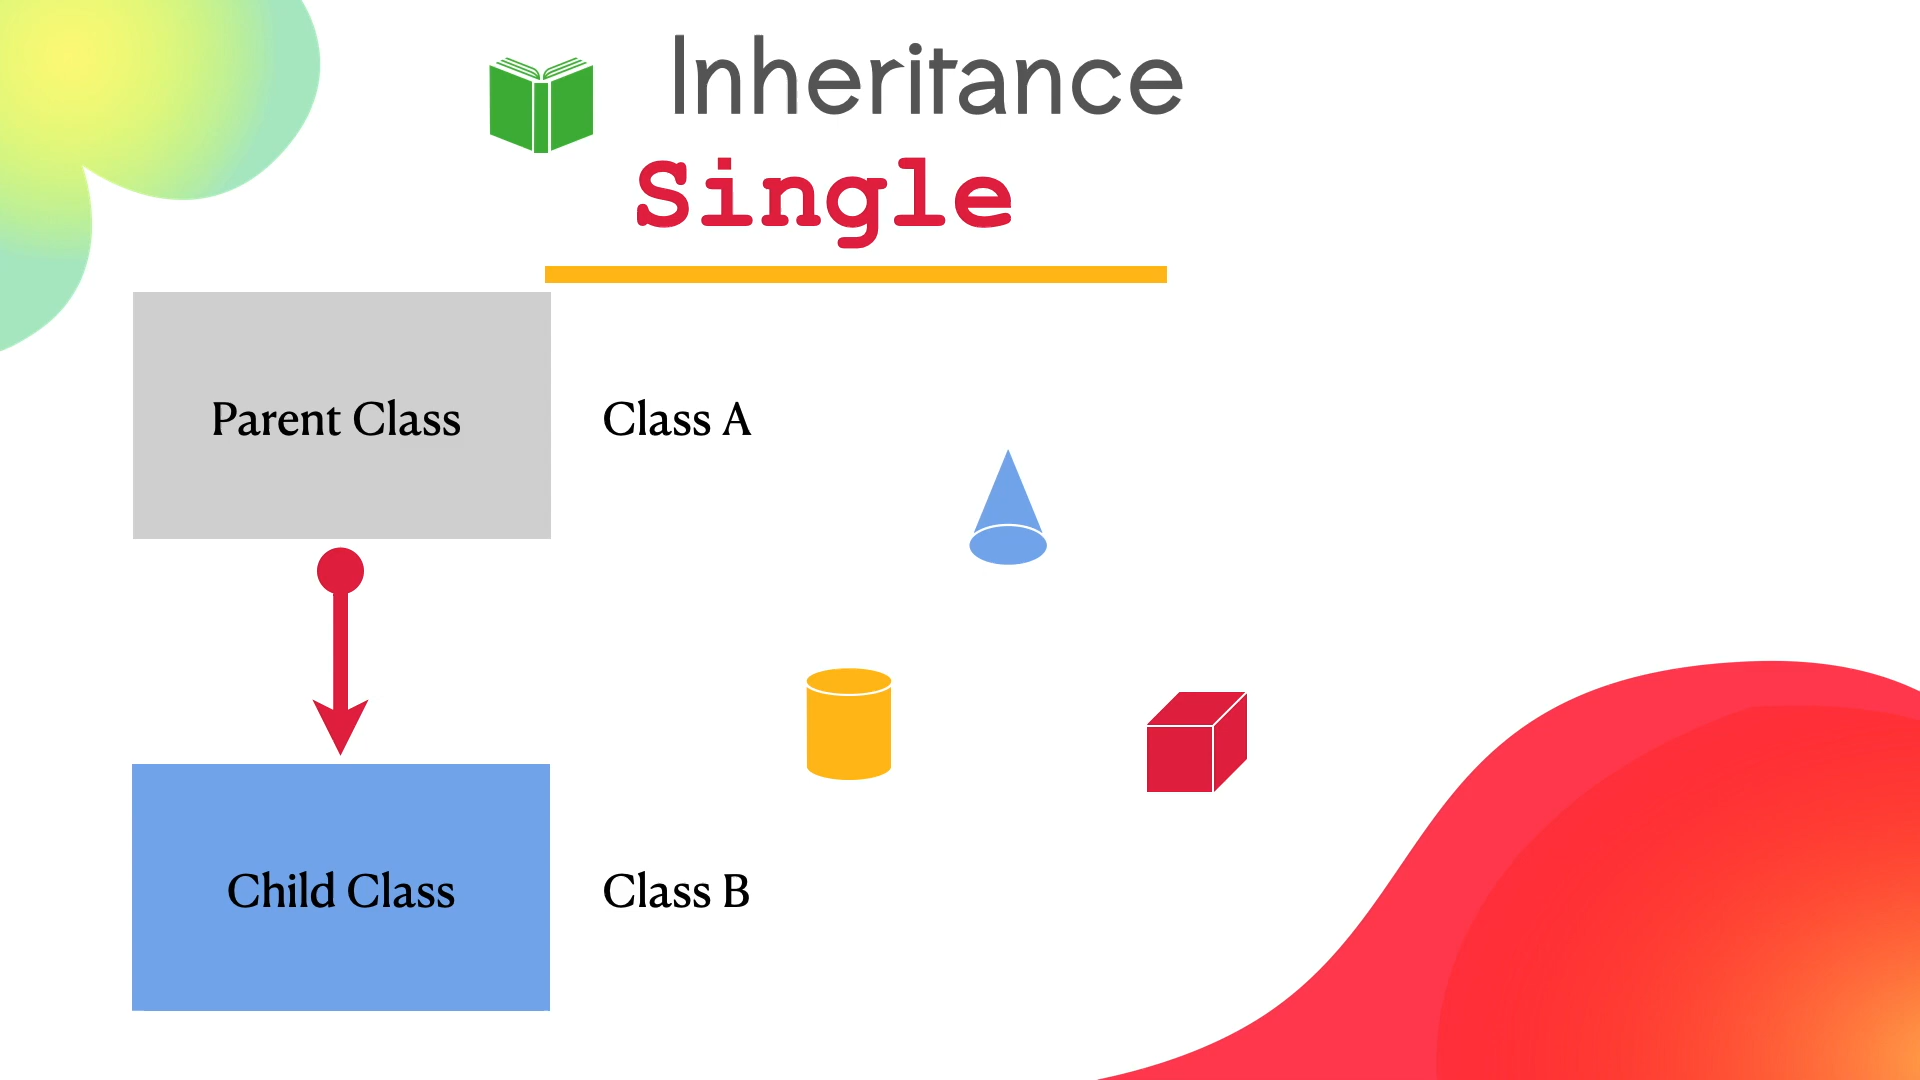 Inheritance
Single
Parent Class
Class A
Child Class
Class B